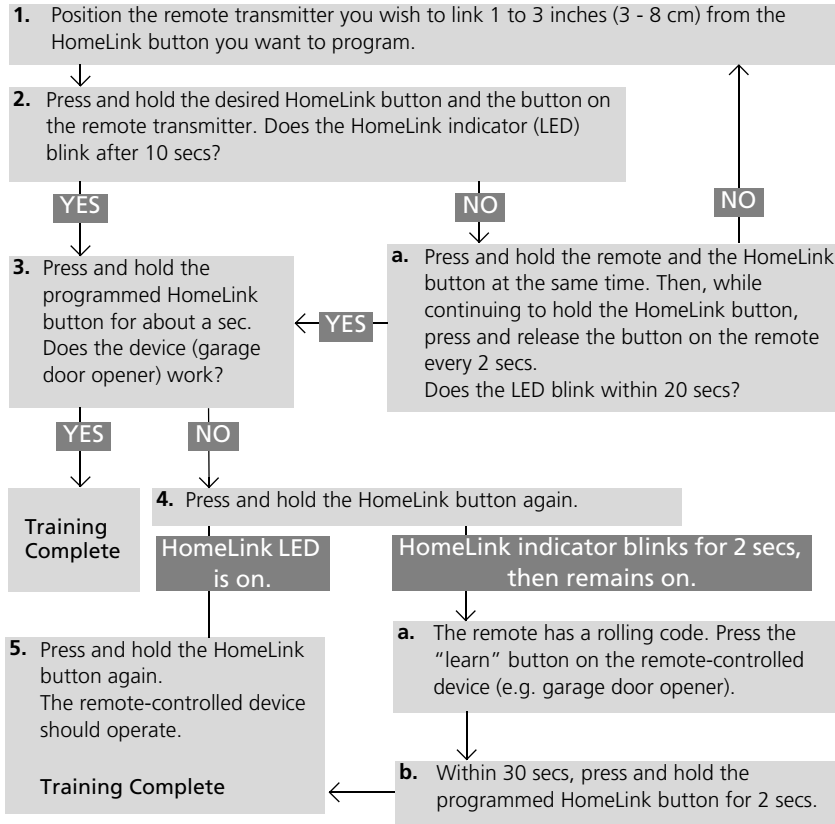 1. Position the remote transmitter you wish to link 1 to 3 inches (3 - 8 cm) from the
HomeLink button you want to program.
2. Press and hold the desired HomeLink button and the button on
the remote transmitter. Does the HomeLink indicator (LED)
blink after 10 secs?
YES
NO
NO
a. Press and hold the remote and the HomeLink
button at the same time. Then, while
continuing to hold the HomeLink button,
press and release the button on the remote
every 2 secs.
Does the LED blink within 20 secs?
YES
3. Press and hold the
programmed HomeLink
button for about a sec.
Does the device (garage
door opener) work?
YES
NO
Training
Complete
4. Press and hold the HomeLink button again.
HomeLink LED
is on.
HomeLink indicator blinks for 2 secs,
then remains on.
a. The remote has a rolling code. Press the
“learn” button on the remote-controlled
device (e.g. garage door opener).
b. Within 30 secs, press and hold the
programmed HomeLink button for 2 secs.
5. Press and hold the HomeLink
button again.
The remote-controlled device
should operate.
Training Complete